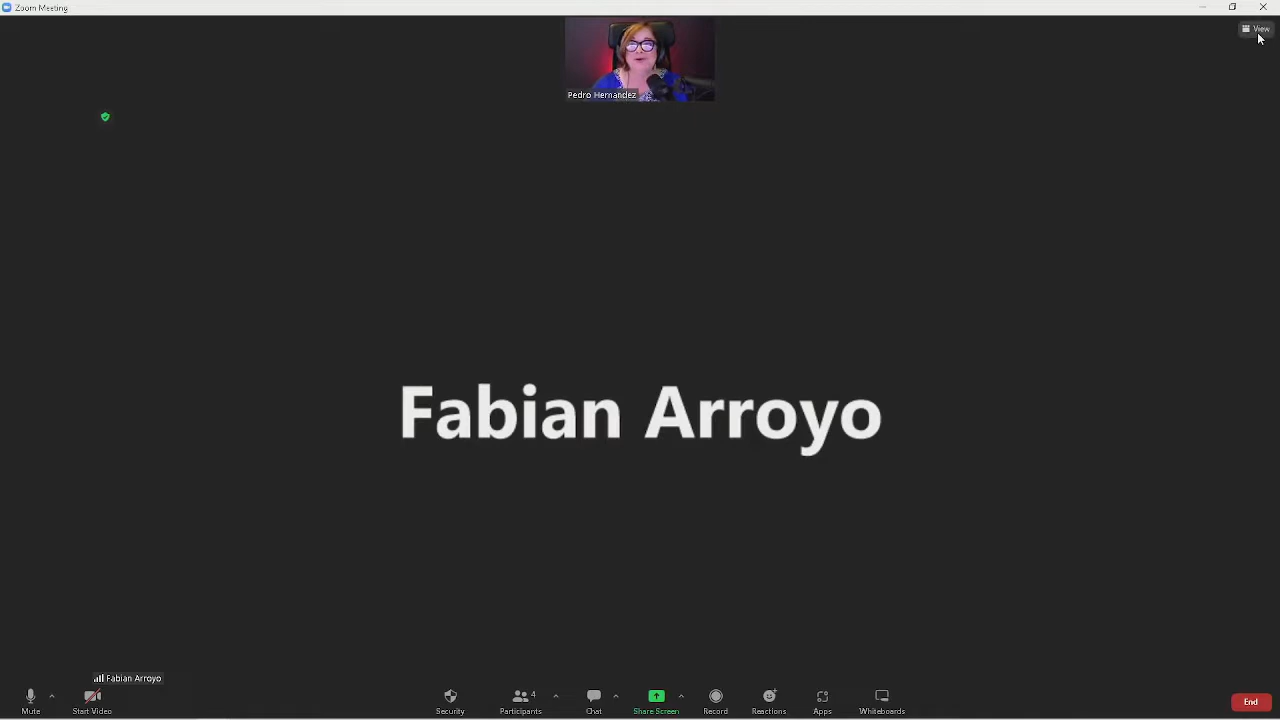 Zoom Meeting
View
Pedro Hernandez
Fabian Arroyo
Fabian Arroyo
Mute
Start Video
Security
4
Participants
Chat
Share Screen
Record
Reactions
Apps
Whiteboards
End